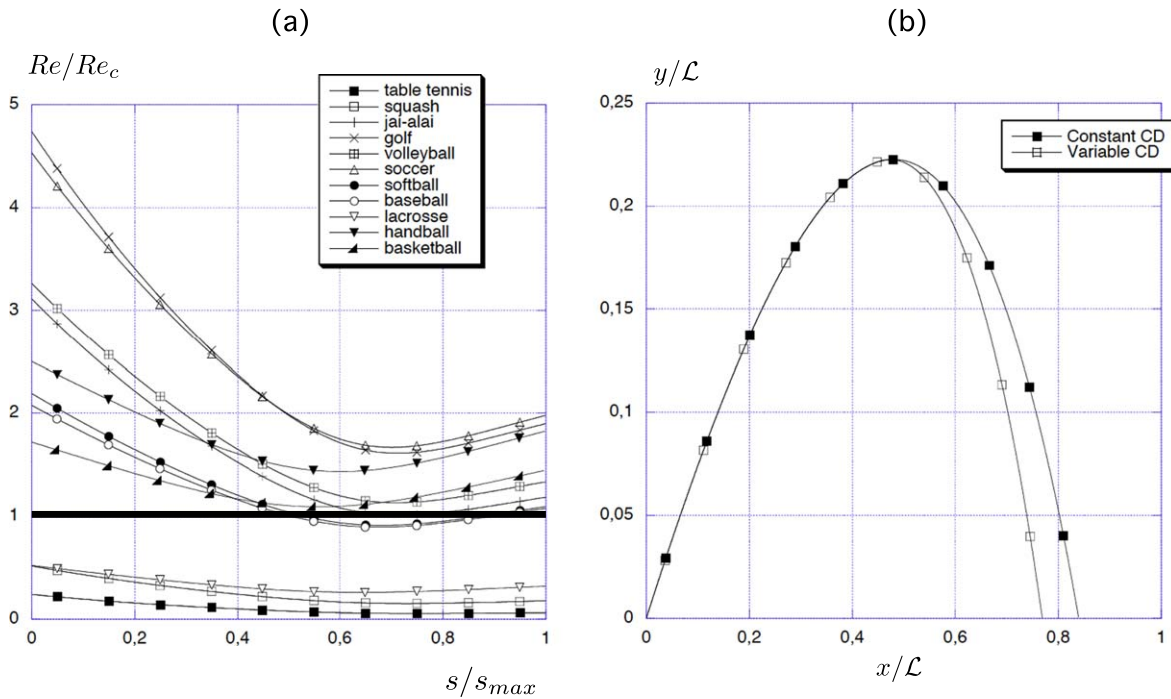 (a)
Re/Re_c
table tennis
squash
jai-alai
golf
volleyball
soccer
softball
baseball
lacrosse
handball
basketball
5
4
3
2
1
0
0
0,2
0,4
0,6
0,8
1
s/s_{max}
(b)
y/ℒ
Constant CD
Variable CD
0,25
0,2
0,15
0,1
0,05
0
0
0,2
0,4
0,6
0,8
1
x/ℒ